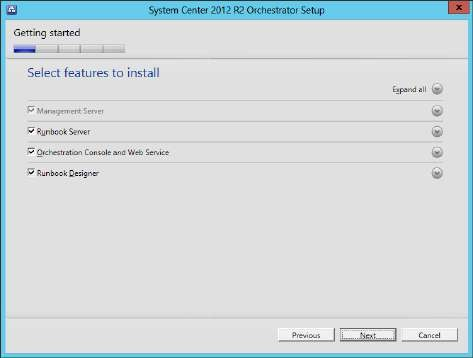 System Center 2012 R2 Orchestrator Setup
Getting started
Select features to install
Expand all
Management Server
Runbook Server
Orchestration Console and Web Service
Runbook Designer
Previous
Next
Cancel